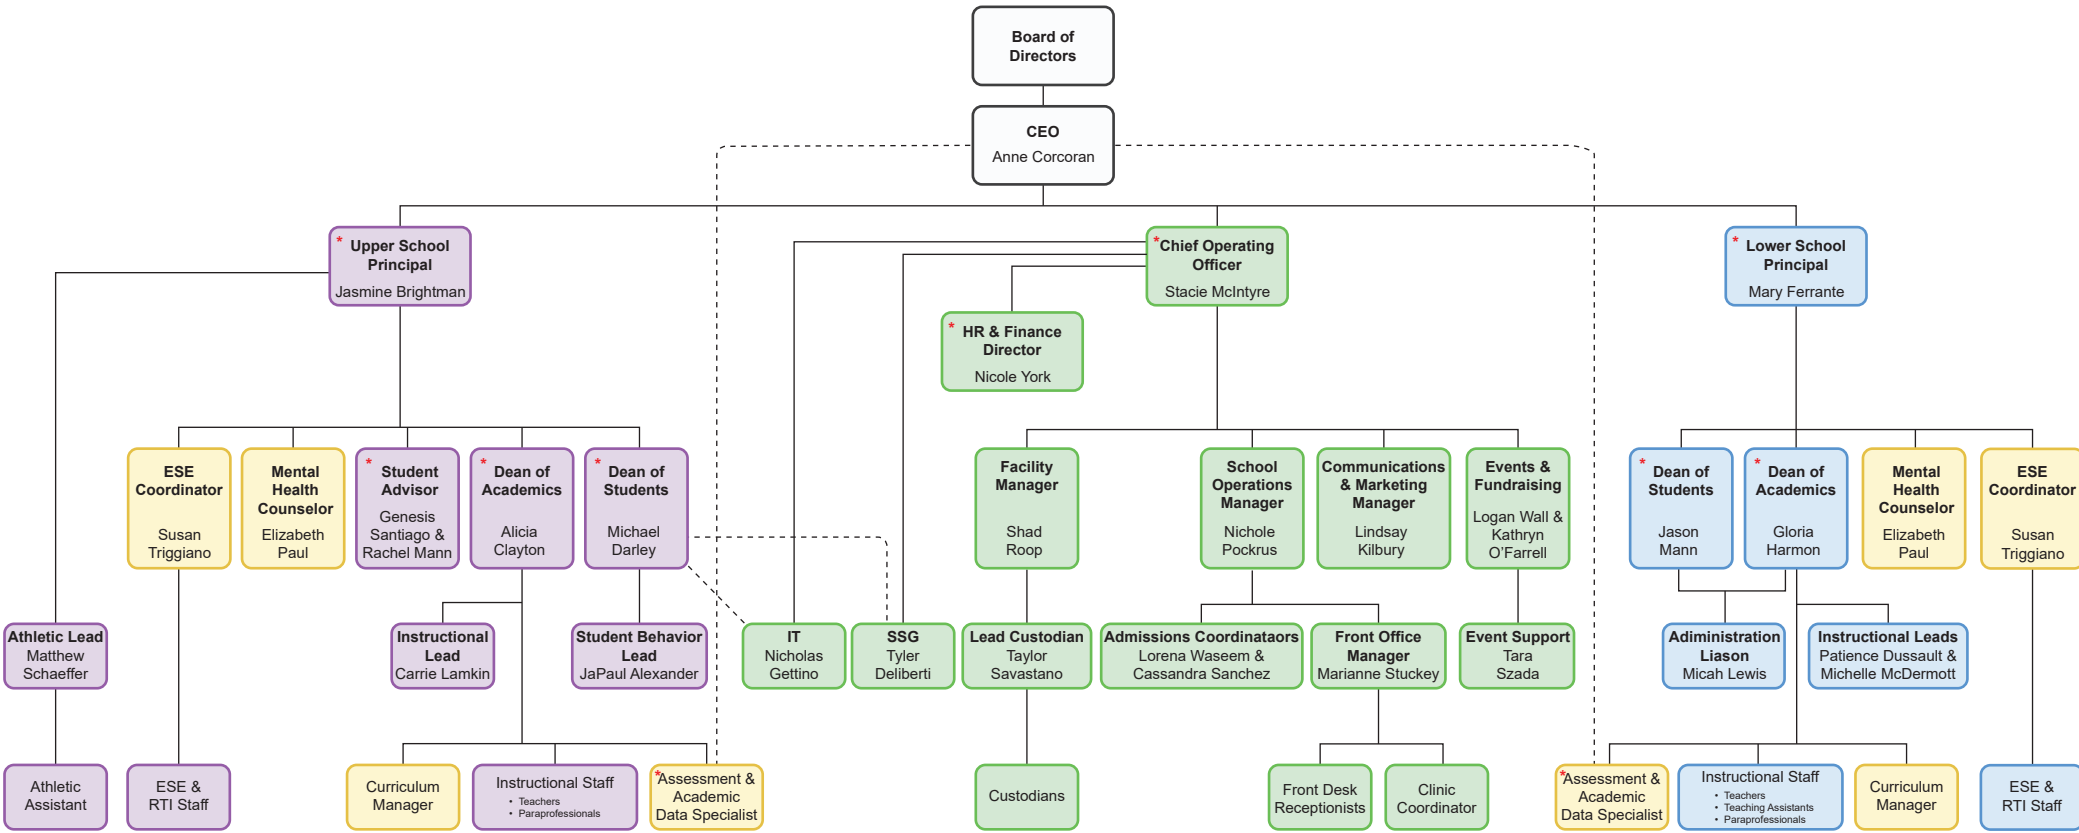 Board of
Directors
CEO
Anne Corcoran
* Upper School
Principal
Jasmine Brightman
* Chief Operating
Officer
Stacie McIntyre
* Lower School
Principal
Mary Ferrante
* HR & Finance
Director
Nicole York
ESE
Coordinator
Susan
Triggiano
Mental
Health
Counselor
Elizabeth
Paul
* Student
Advisor
Genesis
Santiago &
Rachel Mann
* Dean of
Academics
Alicia
Clayton
* Dean of
Students
Michael
Darley
Facility
Manager
Shad
Roop
School
Operations
Manager
Nichole
Pockrus
Communications
& Marketing
Manager
Lindsay
Kilbury
Events &
Fundraising
Logan Wall &
Kathryn
O'Farrell
* Dean of
Students
Jason
Mann
* Dean of
Academics
Gloria
Harmon
Mental
Health
Counselor
Elizabeth
Paul
ESE
Coordinator
Susan
Triggiano
Athletic Lead
Matthew
Schaeffer
Instructional
Lead
Carrie Lamkin
Student Behavior
Lead
JaPaul Alexander
IT
Nicholas
Gettino
SSG
Tyler
Deliberti
Lead Custodian
Taylor
Savastano
Admissions Coordinataors
Lorena Waseem &
Cassandra Sanchez
Front Office
Manager
Marianne Stuckey
Event Support
Tara
Szada
Adiministration
Liason
Micah Lewis
Instructional Leads
Patience Dussault &
Michelle McDermott
Athletic
Assistant
ESE &
RTI Staff
Curriculum
Manager
Instructional Staff
• Teachers
• Paraprofessionals
* Assessment &
Academic
Data Specialist
Custodians
Front Desk
Receptionists
Clinic
Coordinator
* Assessment &
Academic
Data Specialist
Instructional Staff
• Teachers
• Teaching Assistants
• Paraprofessionals
Curriculum
Manager
ESE &
RTI Staff